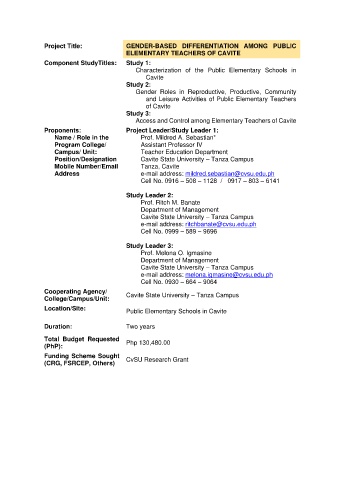 Project Title: GENDER-BASED DIFFERENTIATION AMONG PUBLIC
ELEMENTARY TEACHERS OF CAVITE
Component StudyTitles: Study 1:
Characterization of the Public Elementary Schools in
Cavite
Study 2:
Gender Roles in Reproductive, Productive, Community
and Leisure Activities of Public Elementary Teachers
of Cavite
Study 3:
Access and Control among Elementary Teachers of Cavite
Proponents: Project Leader/Study Leader 1:
Name / Role in the Prof. Mildred A. Sebastian*
Program College/ Assistant Professor IV
Campus/ Unit: Teacher Education Department
Position/Designation Cavite State University – Tanza Campus
Mobile Number/Email Tanza, Cavite
Address e-mail address: mildred.sebastian@cvsu.edu.ph
Cell No. 0916 – 508 – 1128 / 0917 – 803 – 6141
Study Leader 2:
Prof. Ritch M. Banate
Department of Management
Cavite State University – Tanza Campus
e-mail address: ritchbanate@cvsu.edu.ph
Cell No. 0999 – 589 – 9696
Study Leader 3:
Prof. Melona O. Igmasine
Department of Management
Cavite State University – Tanza Campus
e-mail address: melona.igmasine@cvsu.edu.ph
Cell No. 0930 – 664 – 9064
Cooperating Agency/
College/Campus/Unit: Cavite State University – Tanza Campus
Location/Site: Public Elementary Schools in Cavite
Duration: Two years
Total Budget Requested
(PhP): Php 130,480.00
Funding Scheme Sought
(CRG, FSRCEP, Others) CvSU Research Grant